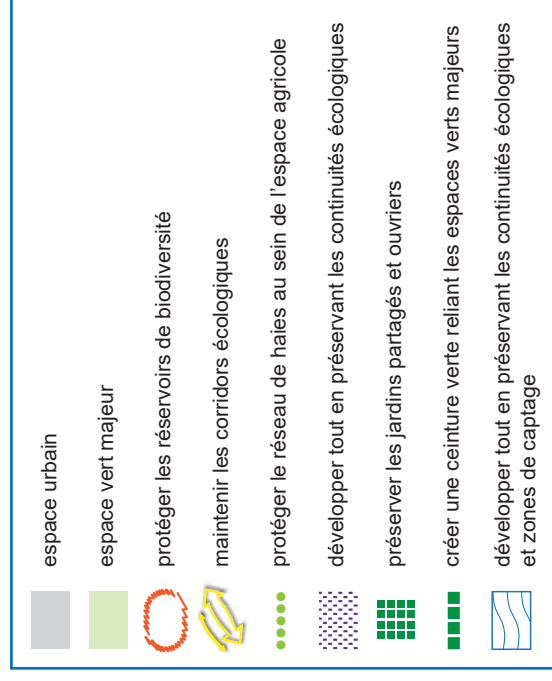 espace urbain
espace vert majeur
protéger les réservoirs de biodiversité
maintenir les corridors écologiques
protéger le réseau de haies au sein de l'espace agricole
développer tout en préservant les continuités écologiques
préserver les jardins partagés et ouvriers
créer une ceinture verte reliant les espaces verts majeurs
développer tout en préservant les continuités écologiques
et zones de captage